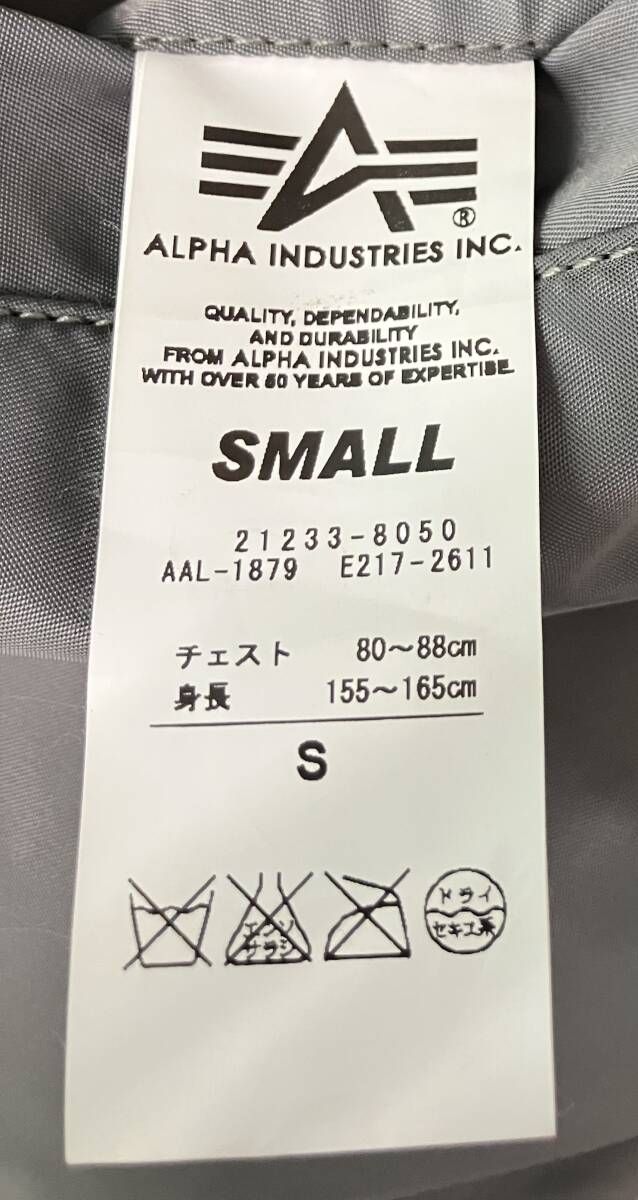 ®
ALPHA INDUSTRIES INC.
QUALITY, DEPENDABILITY,
AND DURABILITY
FROM ALPHA INDUSTRIES INC.
WITH OVER 50 YEARS OF EXPERTISE
SMALL
21233-8050
AAL-1879 E217-2611
チェスト 80～88cm
身長 155～165cm
S
エンソ
サラシ
ドライ
セキユ系